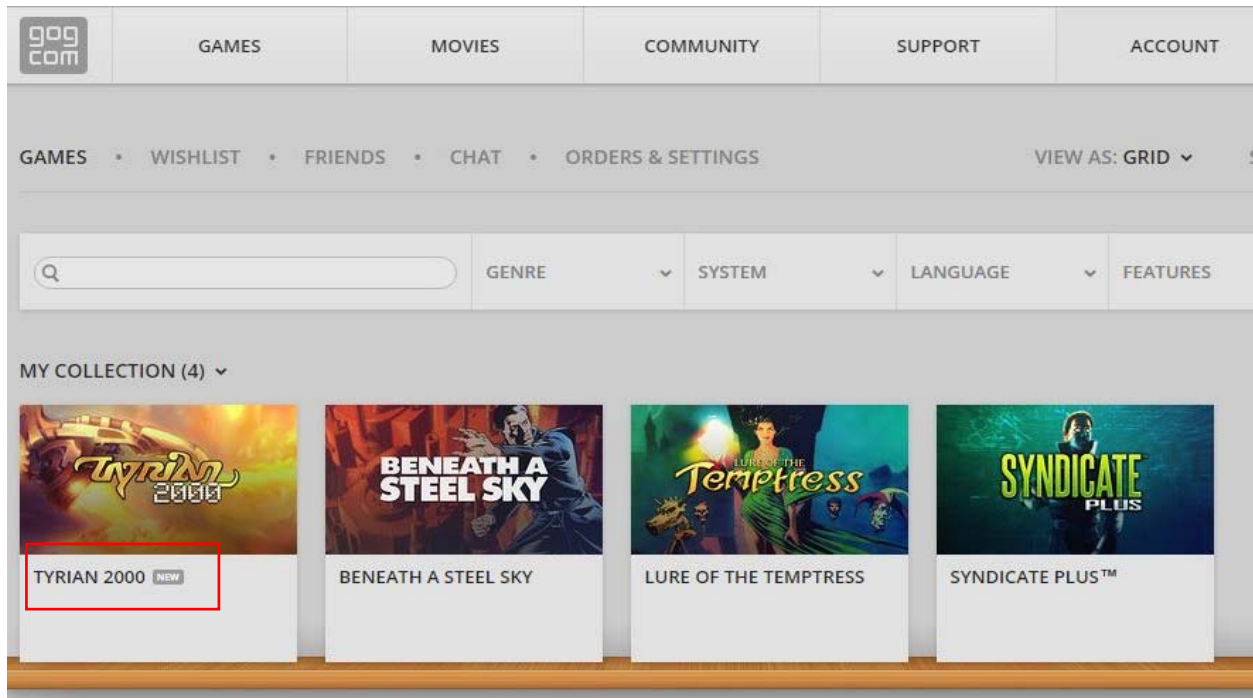 gog
com
GAMES
MOVIES
COMMUNITY
SUPPORT
ACCOUNT
GAMES • WISHLIST • FRIENDS • CHAT • ORDERS & SETTINGS
VIEW AS: GRID
GENRE
SYSTEM
LANGUAGE
FEATURES
MY COLLECTION (4)
TYRIAN
2000
BENEATH A
STEEL SKY
LURE OF THE
Temptress
SYNDICATE
PLUS
TYRIAN 2000 NEW
BENEATH A STEEL SKY
LURE OF THE TEMPTRESS
SYNDICATE PLUS™